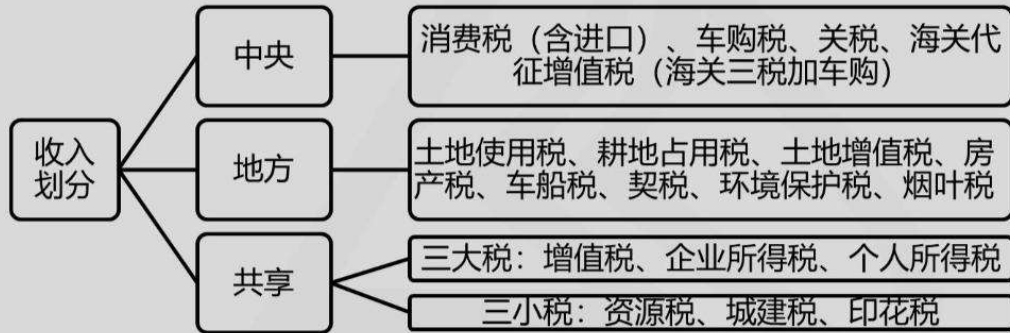 收入
划分
中央
消费税（含进口）、车购税、关税、海关代
征增值税（海关三税加车购）
地方
土地使用税、耕地占用税、土地增值税、房
产税、车船税、契税、环境保护税、烟叶税
共享
三大税：增值税、企业所得税、个人所得税
三小税：资源税、城建税、印花税